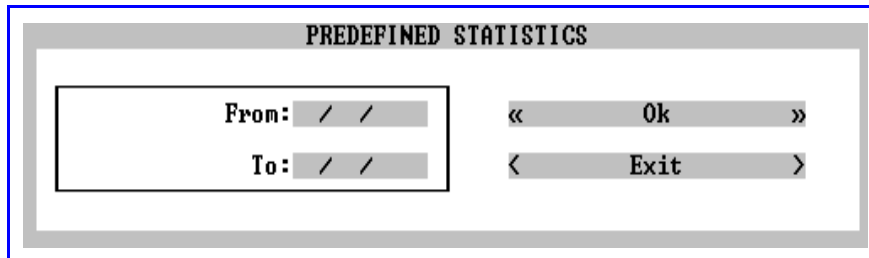 PREDEFINED STATISTICS
From: / / « Ok »
To: / / < Exit >